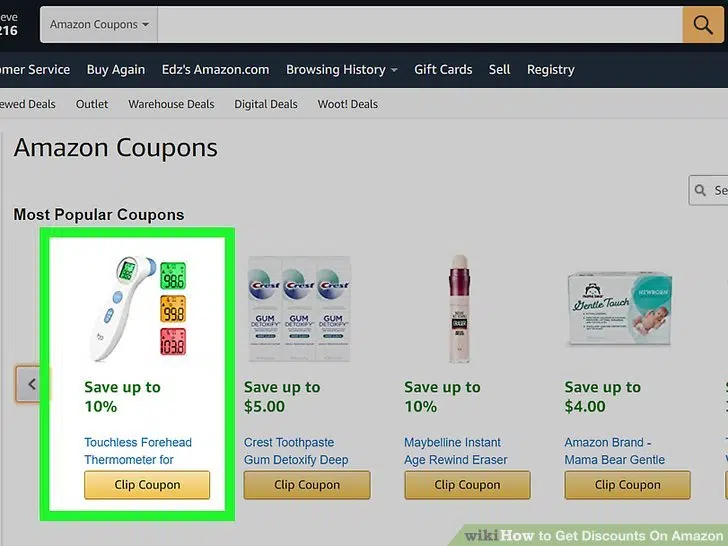 eve
216
Amazon Coupons
omer Service Buy Again Edz's Amazon.com Browsing History Gift Cards Sell Registry
ewed Deals Outlet Warehouse Deals Digital Deals Woot! Deals
Amazon Coupons
Se
Most Popular Coupons
98.6
99.8
103.8
Crest Crest Crest
GUM GUM GUM
DETOXIFY DETOXIFY DETOXIFY
ERASER
mama bear
Gentle Touch
NEWBORN
Save up to
10%
Save up to
$5.00
Save up to
10%
Save up to
$4.00
Touchless Forehead
Thermometer for
Crest Toothpaste
Gum Detoxify Deep
Maybelline Instant
Age Rewind Eraser
Amazon Brand -
Mama Bear Gentle
Clip Coupon Clip Coupon Clip Coupon Clip Coupon
wikiHow to Get Discounts On Amazon